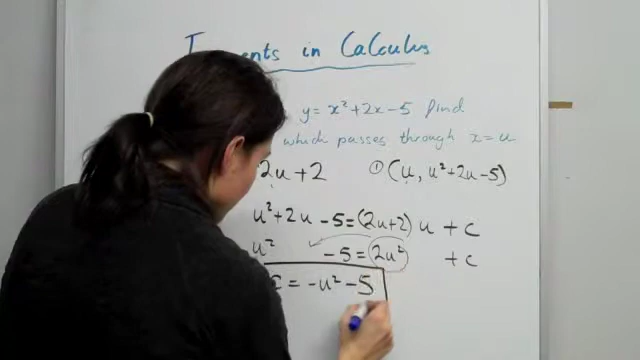 in Calculus
y = x² + 2x - 5 find
which passes through x = u
2u + 2 ① (u, u² + 2u - 5)
u² + 2u - 5 = (2u + 2) u + c
u² - 5 = 2u² + c
= -u² - 5